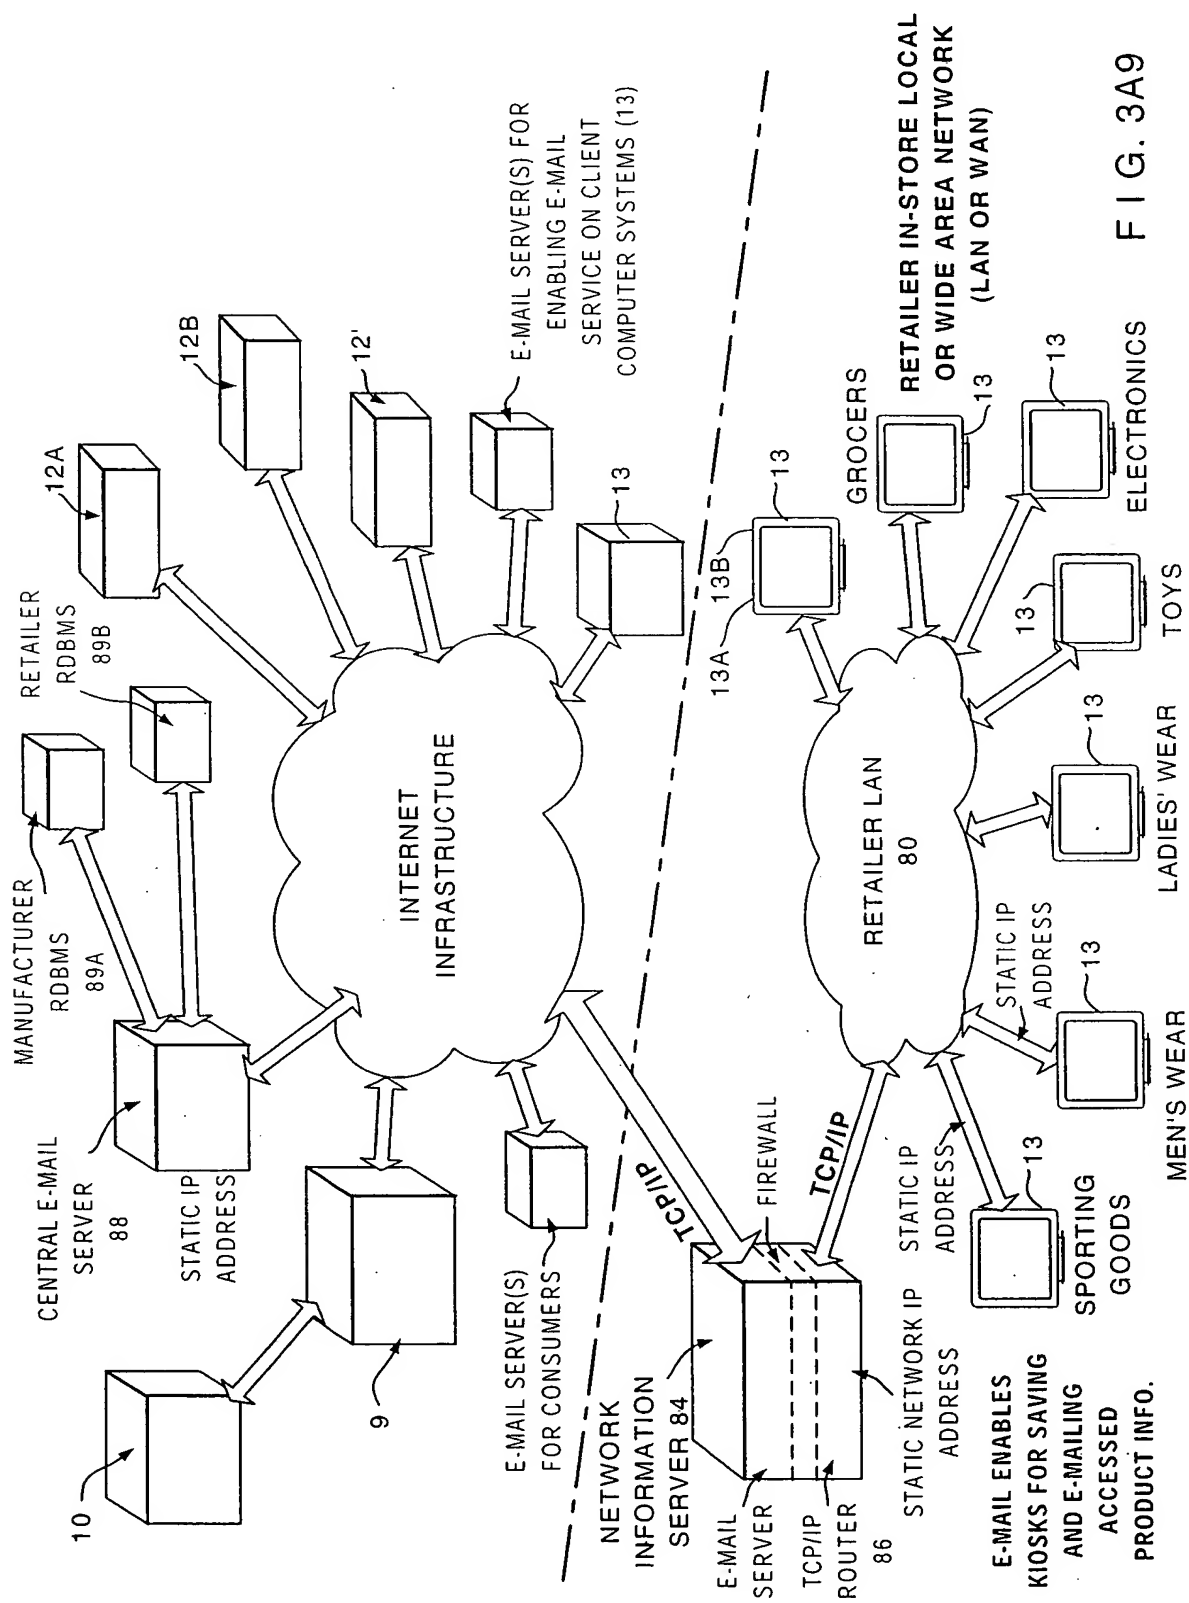 10
9
CENTRAL E-MAIL
SERVER
88
STATIC IP
ADDRESS
MANUFACTURER
RDBMS
89A
RETAILER
RDBMS
89B
12A
12B
12'
E-MAIL SERVER(S) FOR
ENABLING E-MAIL
SERVICE ON CLIENT
COMPUTER SYSTEMS (13)
13
INTERNET
INFRASTRUCTURE
E-MAIL SERVER(S)
FOR CONSUMERS
NETWORK
INFORMATION
SERVER 84
E-MAIL
SERVER
TCP/IP
ROUTER
86
TCP/IP
FIREWALL
TCP/IP
STATIC NETWORK IP
ADDRESS
STATIC IP
ADDRESS
RETAILER LAN
80
13A
13B
13
GROCERS
13
RETAILER IN-STORE LOCAL
OR WIDE AREA NETWORK
(LAN OR WAN)
13
ELECTRONICS
13
TOYS
13
LADIES' WEAR
STATIC IP
ADDRESS
13
MEN'S WEAR
13
SPORTING
GOODS
E-MAIL ENABLES
KIOSKS FOR SAVING
AND E-MAILING
ACCESSED
PRODUCT INFO.
FIG. 3A9